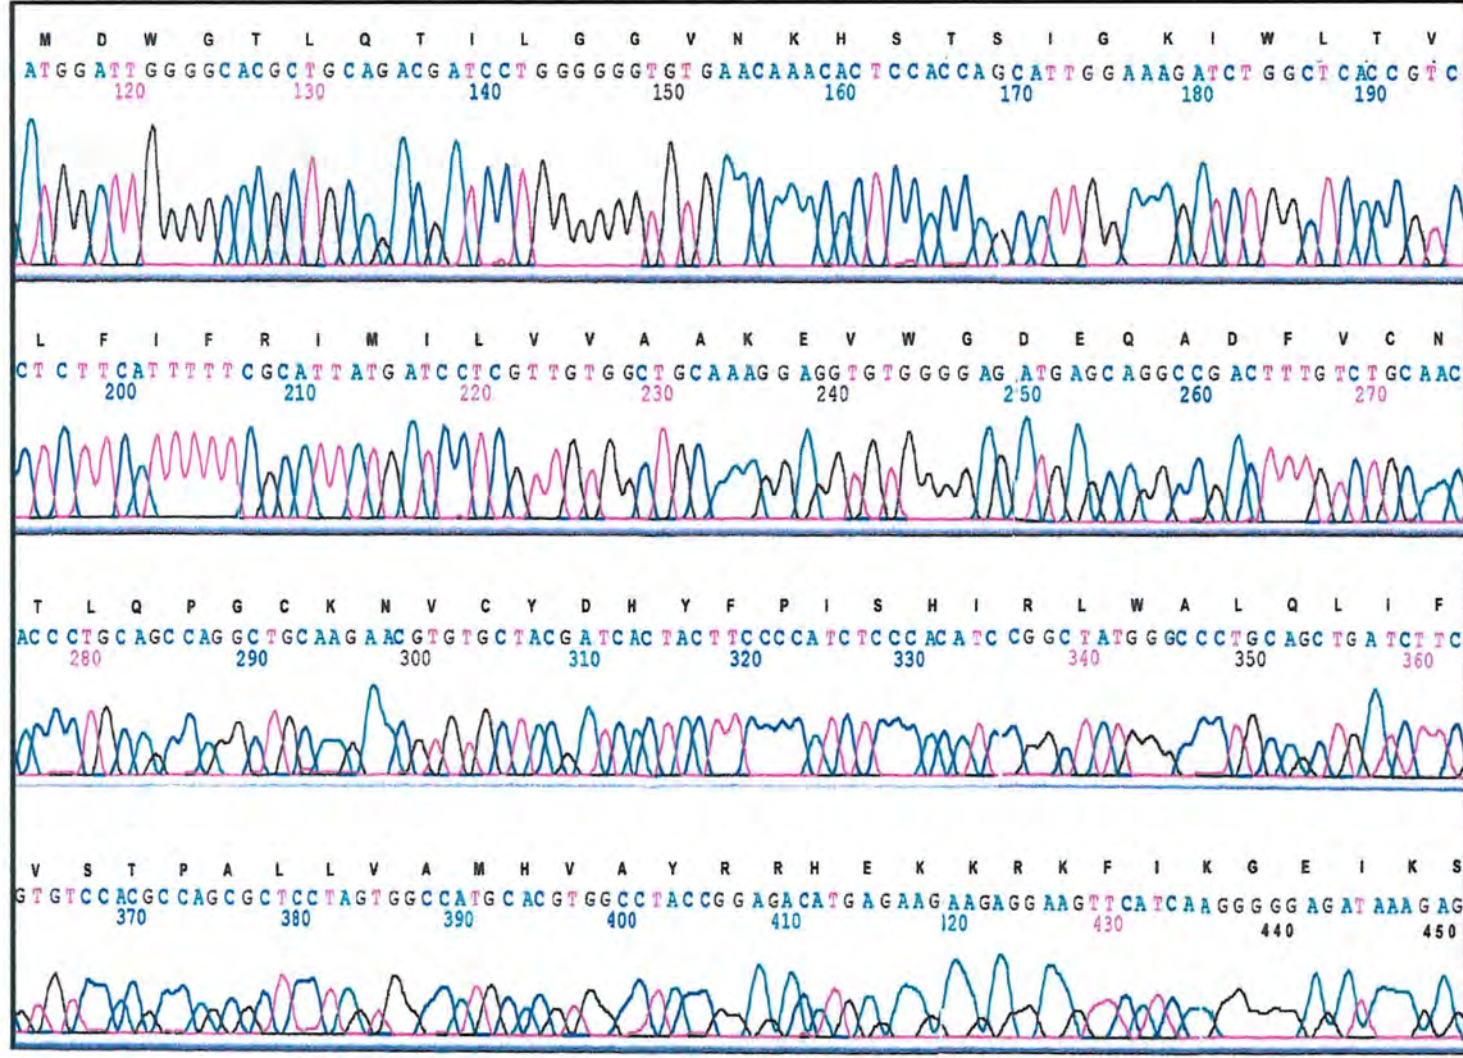 M D W G T L Q T I L G G V N K H S T S I G K I W L T V
ATGGATTGGGGCACGCTGCAGACGATCCTGGGGGGTGTGAACAAACACTCCACCAGCATTGGAAAGATCTGGCTCACCGTC
120 130 140 150 160 170 180 190
L F I F R I M I L V V A A K E V W G D E Q A D F V C N
CTCTTCATTTTTCGCATTATGATCCTCGTTGTGGCTGCAAAGGAGGTGTGGGGAGATGAGCAGGCCGACTTTGTCTGCAAC
200 210 220 230 240 250 260 270
T L Q P G C K N V C Y D H Y F P I S H I R L W A L Q L I F
ACCCTGCAGCCAGGCTGCAAGAACGTGTGCTACGATCACTACTTCCCCATCTCCCACATCCGGCTATGGGCCCTGCAGCTGATCTTC
280 290 300 310 320 330 340 350 360
V S T P A L L V A M H V A Y R R H E K K R K F I K G E I K S
GTGTCCACGCCAGCGCTCCTAGTGGCCATGCACGTGGCCTACCGGAGACATGAGAAGAAGAGGAAGTTCATCAAGGGGGAGATAAAGAG
370 380 390 400 410 120 430 440 450